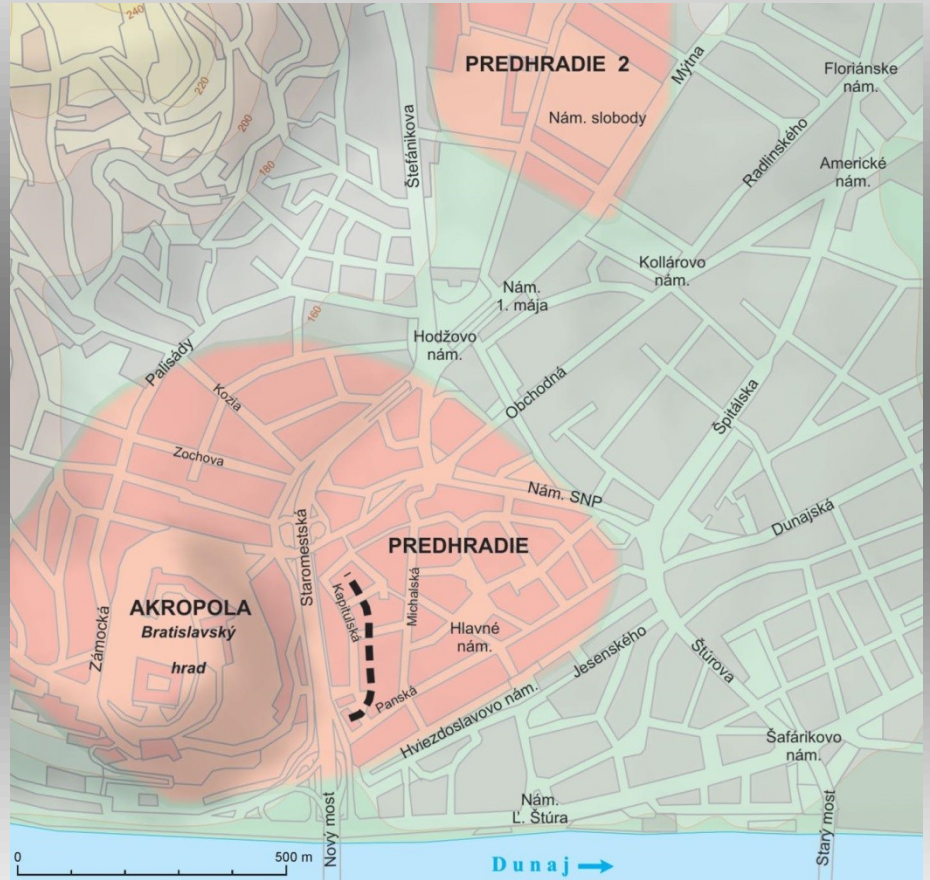 240
220
200
180
160
PREDHRADIE 2
Nám. slobody
Mýtna
Floriánske
nám.
Štefánikova
Radlinského
Americké
nám.
Kollárovo
nám.
Nám.
1. mája
Hodžovo
nám.
Palisády
Kozia
Obchodná
Špitálska
Zochova
Nám. SNP
Dunajská
Staromestská
PREDHRADIE
AKROPOLA
Bratislavský
hrad
Zámocká
Kapitulská
Michalská
Hlavné
nám.
Panská
Jesenského
Štúrova
Hviezdoslavovo nám.
Šafárikovo
nám.
Nám.
Ľ. Štúra
Nový most
Starý most
0
500 m
Dunaj